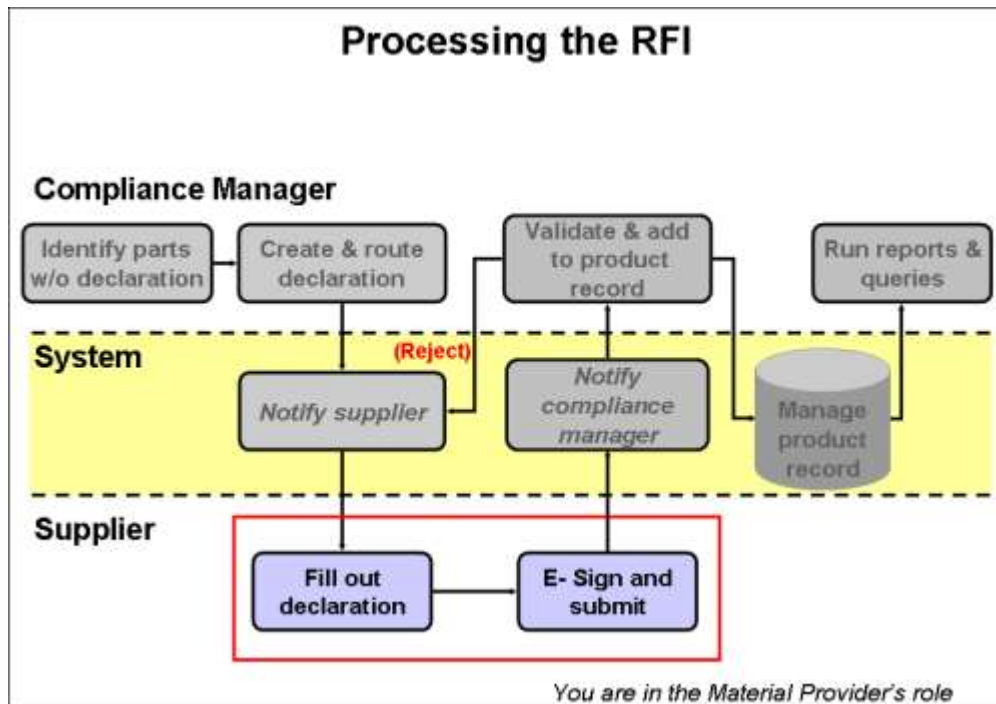 Processing the RFI
Compliance Manager
Identify parts
w/o declaration
Create & route
declaration
Validate & add
to product
record
Run reports &
queries
System
(Reject)
Notify supplier
Notify
compliance
manager
Manage
product
record
Supplier
Fill out
declaration
E- Sign and
submit
You are in the Material Provider's role